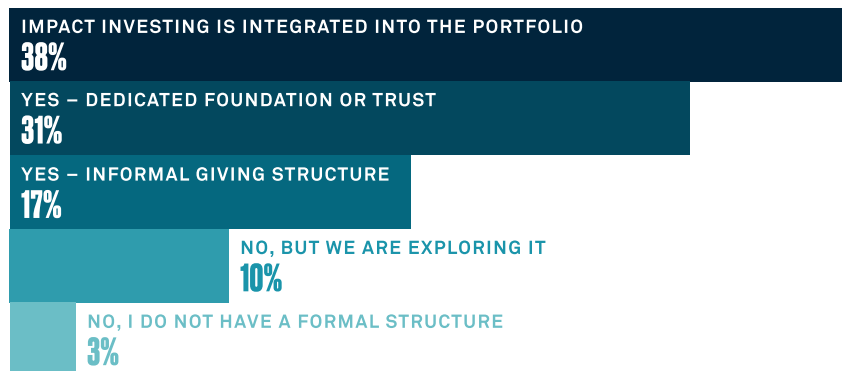 IMPACT INVESTING IS INTEGRATED INTO THE PORTFOLIO
38%
YES – DEDICATED FOUNDATION OR TRUST
31%
YES – INFORMAL GIVING STRUCTURE
17%
NO, BUT WE ARE EXPLORING IT
10%
NO, I DO NOT HAVE A FORMAL STRUCTURE
3%